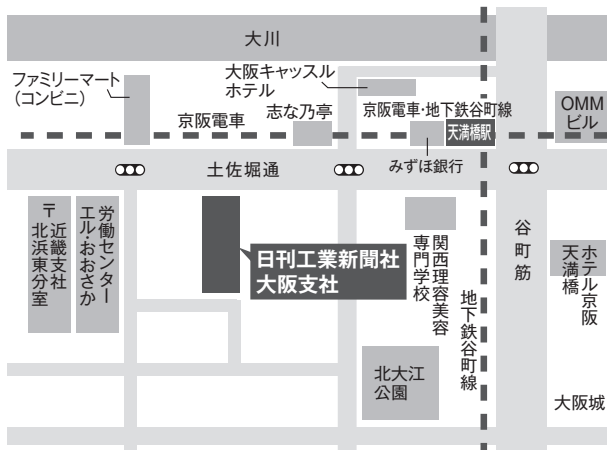 大川
ファミリーマート
（コンビニ）
大阪キャッスル
ホテル
京阪電車
志な乃亭
京阪電車・地下鉄谷町線
天満橋駅
OMM
ビル
みずほ銀行
土佐堀通
〒
近畿支社
北浜東分室
労働センター
エル・おおさか
日刊工業新聞社
大阪支社
関西理容美容
専門学校
地下鉄谷町線
谷町筋
ホテル京阪
天満橋
北大江
公園
大阪城